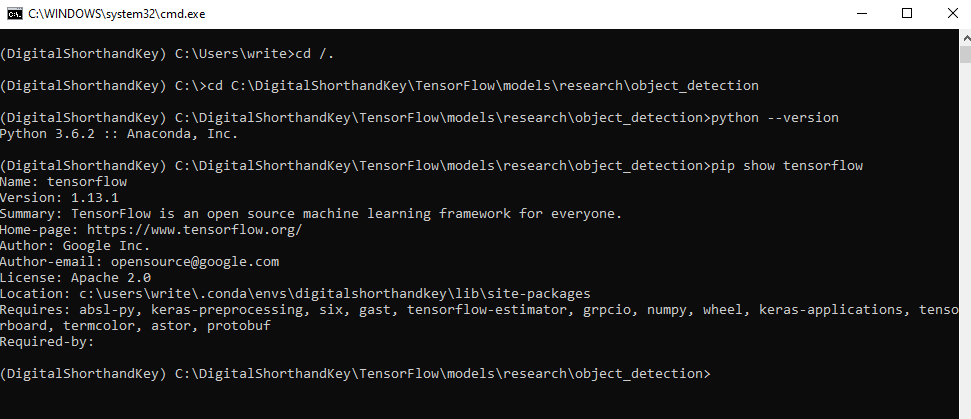 C:\WINDOWS\system32\cmd.exe
(DigitalShorthandKey) C:\Users\write>cd /.
(DigitalShorthandKey) C:\>cd C:\DigitalShorthandKey\TensorFlow\models\research\object_detection
(DigitalShorthandKey) C:\DigitalShorthandKey\TensorFlow\models\research\object_detection>python --version
Python 3.6.2 :: Anaconda, Inc.
(DigitalShorthandKey) C:\DigitalShorthandKey\TensorFlow\models\research\object_detection>pip show tensorflow
Name: tensorflow
Version: 1.13.1
Summary: TensorFlow is an open source machine learning framework for everyone.
Home-page: https://www.tensorflow.org/
Author: Google Inc.
Author-email: opensource@google.com
License: Apache 2.0
Location: c:\users\write\.conda\envs\digitalshorthandkey\lib\site-packages
Requires: absl-py, keras-preprocessing, six, gast, tensorflow-estimator, grpcio, numpy, wheel, keras-applications, tenso
rboard, termcolor, astor, protobuf
Required-by:
(DigitalShorthandKey) C:\DigitalShorthandKey\TensorFlow\models\research\object_detection>